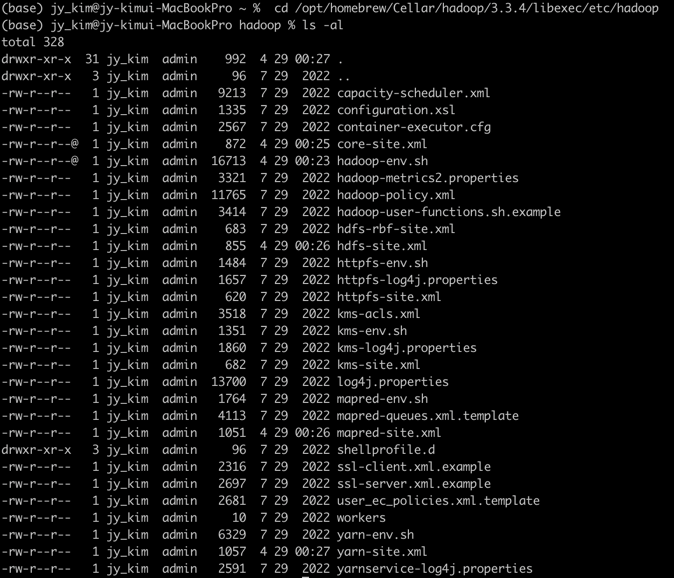 (base) jy_kim@jy-kimui-MacBookPro ~ %  cd /opt/homebrew/Cellar/hadoop/3.3.4/libexec/etc/hadoop
(base) jy_kim@jy-kimui-MacBookPro hadoop % ls -al
total 328
drwxr-xr-x  31 jy_kim  admin    992  4 29 00:27 .
drwxr-xr-x   3 jy_kim  admin     96  7 29  2022 ..
-rw-r--r--   1 jy_kim  admin   9213  7 29  2022 capacity-scheduler.xml
-rw-r--r--   1 jy_kim  admin   1335  7 29  2022 configuration.xsl
-rw-r--r--   1 jy_kim  admin   2567  7 29  2022 container-executor.cfg
-rw-r--r--@  1 jy_kim  admin    872  4 29 00:25 core-site.xml
-rw-r--r--@  1 jy_kim  admin  16713  4 29 00:23 hadoop-env.sh
-rw-r--r--   1 jy_kim  admin   3321  7 29  2022 hadoop-metrics2.properties
-rw-r--r--   1 jy_kim  admin  11765  7 29  2022 hadoop-policy.xml
-rw-r--r--   1 jy_kim  admin   3414  7 29  2022 hadoop-user-functions.sh.example
-rw-r--r--   1 jy_kim  admin    683  7 29  2022 hdfs-rbf-site.xml
-rw-r--r--   1 jy_kim  admin    855  4 29 00:26 hdfs-site.xml
-rw-r--r--   1 jy_kim  admin   1484  7 29  2022 httpfs-env.sh
-rw-r--r--   1 jy_kim  admin   1657  7 29  2022 httpfs-log4j.properties
-rw-r--r--   1 jy_kim  admin    620  7 29  2022 httpfs-site.xml
-rw-r--r--   1 jy_kim  admin   3518  7 29  2022 kms-acls.xml
-rw-r--r--   1 jy_kim  admin   1351  7 29  2022 kms-env.sh
-rw-r--r--   1 jy_kim  admin   1860  7 29  2022 kms-log4j.properties
-rw-r--r--   1 jy_kim  admin    682  7 29  2022 kms-site.xml
-rw-r--r--   1 jy_kim  admin  13700  7 29  2022 log4j.properties
-rw-r--r--   1 jy_kim  admin   1764  7 29  2022 mapred-env.sh
-rw-r--r--   1 jy_kim  admin   4113  7 29  2022 mapred-queues.xml.template
-rw-r--r--   1 jy_kim  admin   1051  4 29 00:26 mapred-site.xml
drwxr-xr-x   3 jy_kim  admin     96  7 29  2022 shellprofile.d
-rw-r--r--   1 jy_kim  admin   2316  7 29  2022 ssl-client.xml.example
-rw-r--r--   1 jy_kim  admin   2697  7 29  2022 ssl-server.xml.example
-rw-r--r--   1 jy_kim  admin   2681  7 29  2022 user_ec_policies.xml.template
-rw-r--r--   1 jy_kim  admin     10  7 29  2022 workers
-rw-r--r--   1 jy_kim  admin   6329  7 29  2022 yarn-env.sh
-rw-r--r--   1 jy_kim  admin   1057  4 29 00:27 yarn-site.xml
-rw-r--r--   1 jy_kim  admin   2591  7 29  2022 yarnservice-log4j.properties